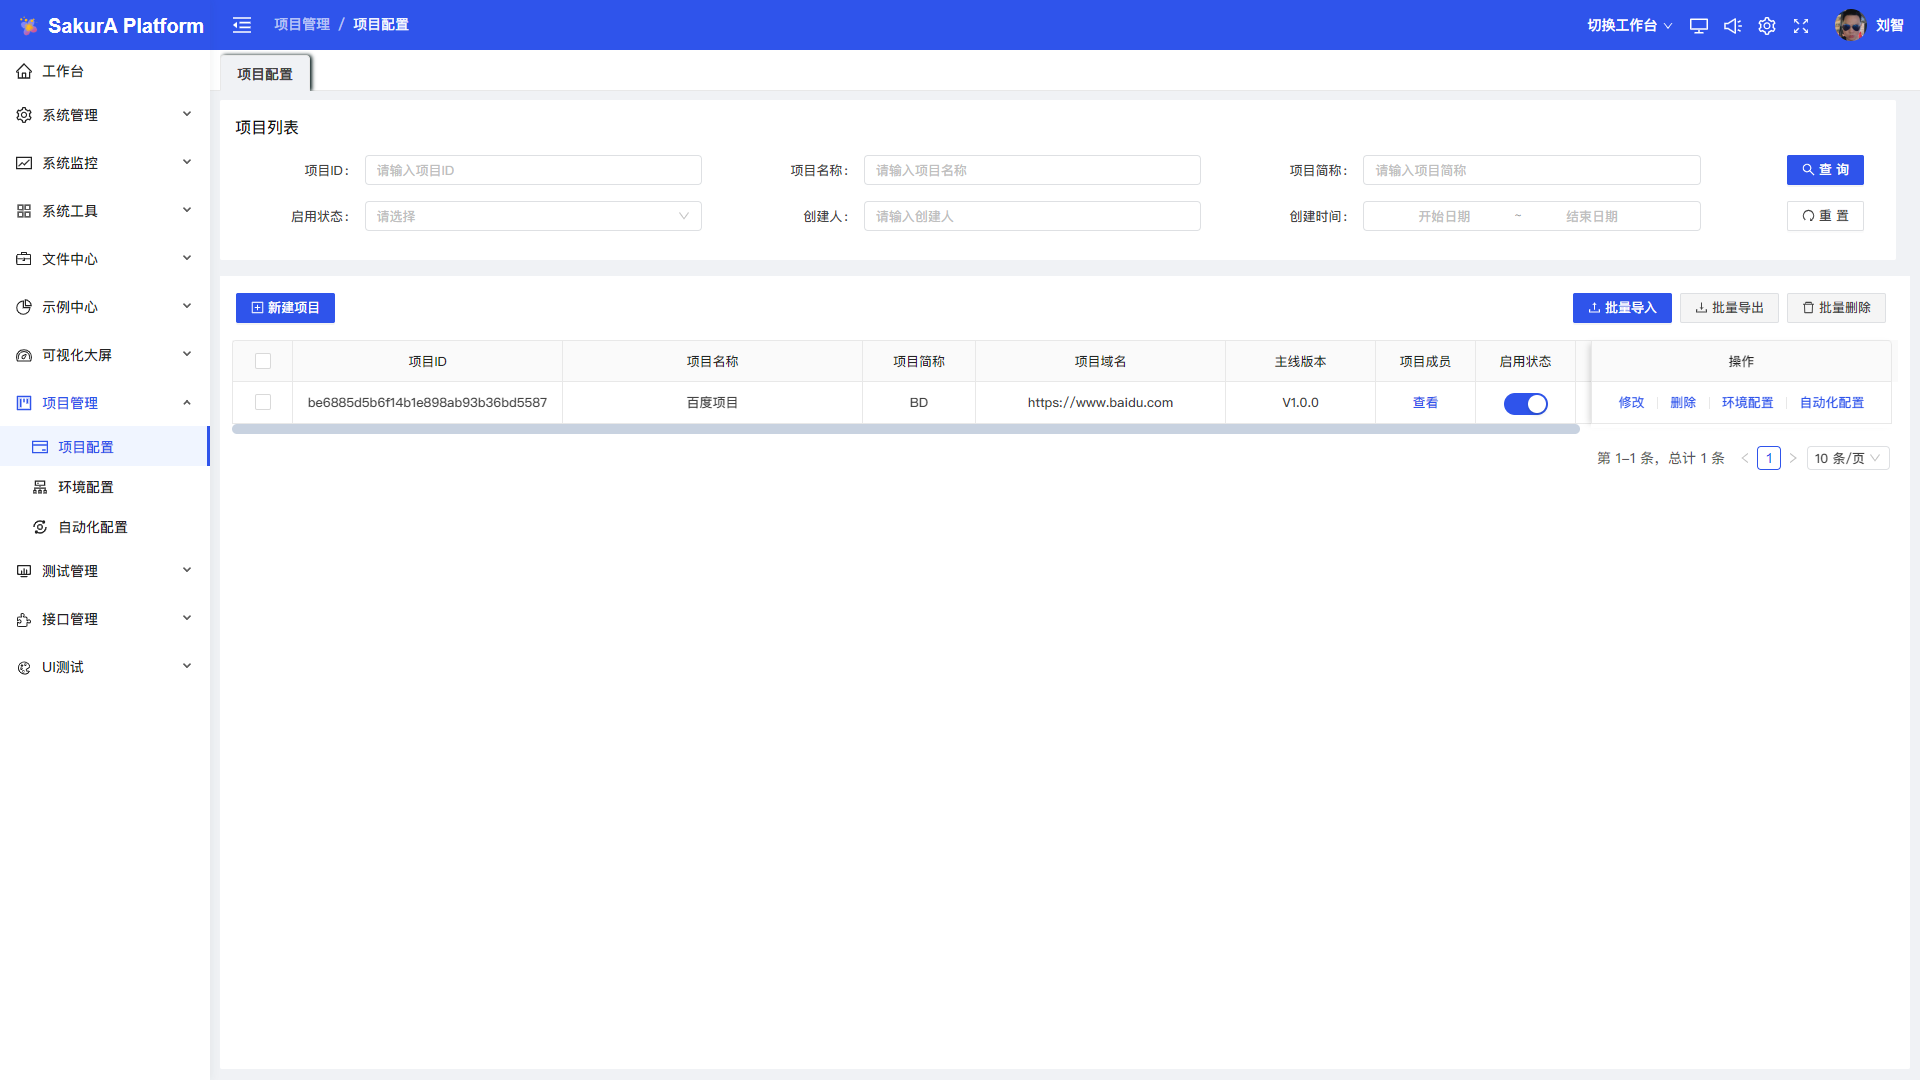 SakurA Platform
项目管理 / 项目配置
切换工作台
刘智
工作台
系统管理
系统监控
系统工具
文件中心
示例中心
可视化大屏
项目管理
项目配置
环境配置
自动化配置
测试管理
接口管理
UI测试
项目配置
项目列表
项目ID： 请输入项目ID 项目名称： 请输入项目名称 项目简称： 请输入项目简称 查 询
启用状态： 请选择 创建人： 请输入创建人 创建时间： 开始日期 ~ 结束日期 重 置
新建项目 批量导入 批量导出 批量删除
项目ID 项目名称 项目简称 项目域名 主线版本 项目成员 启用状态 操作
be6885d5b6f14b1e898ab93b36bd5587 百度项目 BD https://www.baidu.com V1.0.0 查看 修改 删除 环境配置 自动化配置
第 1–1 条，总计 1 条 < 1 > 10 条/页